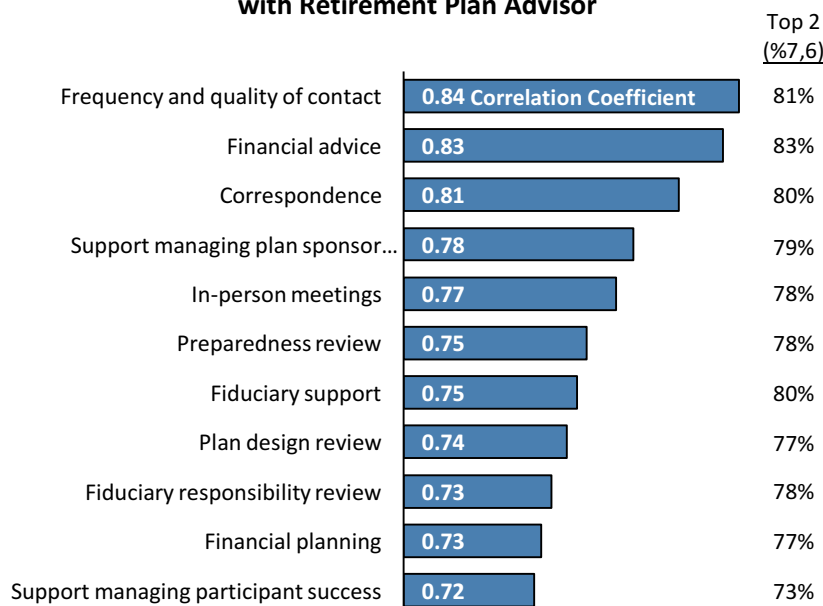 with Retirement Plan Advisor
Top 2
(%7,6)
Frequency and quality of contact 0.84 Correlation Coefficient 81%
Financial advice 0.83 83%
Correspondence 0.81 80%
Support managing plan sponsor... 0.78 79%
In-person meetings 0.77 78%
Preparedness review 0.75 78%
Fiduciary support 0.75 80%
Plan design review 0.74 77%
Fiduciary responsibility review 0.73 78%
Financial planning 0.73 77%
Support managing participant success 0.72 73%